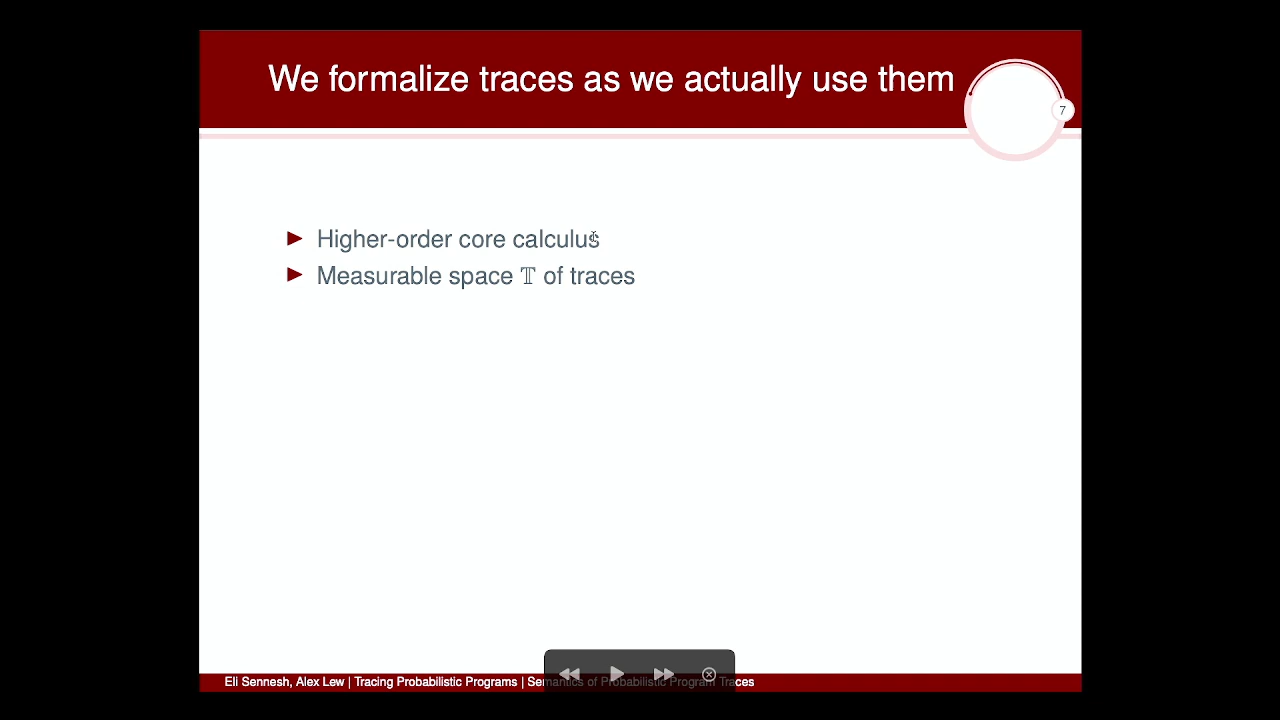 We formalize traces as we actually use them
7
Higher-order core calculus
Measurable space 𝕋 of traces
Eli Sennesh, Alex Lew | Tracing Probabilistic Programs | Semantics of Probabilistic Program Traces